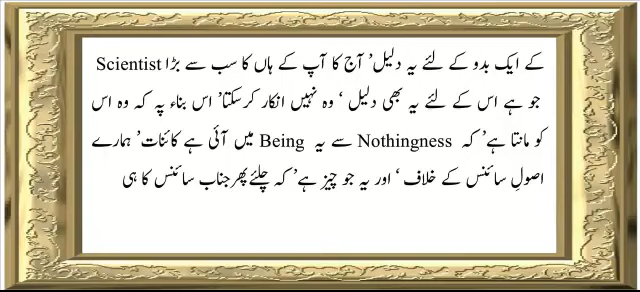 کے ایک بدو کے لئے یہ دلیل’ آج کا آپ کے ہاں کا سب سے بڑا Scientist
جو ہے اس کے لئے یہ بھی دلیل ‘ وہ نہیں انکار کرسکتا’ اس بناء پہ کہ وہ اس
کو مانتا ہے’ کہ Nothingness سے یہ Being میں آئی ہے کائنات’ ہمارے
اصولِ سائنس کے خلاف ‘ اور یہ جو چیز ہے’ کہ چلئے پھر جناب سائنس کا ہی